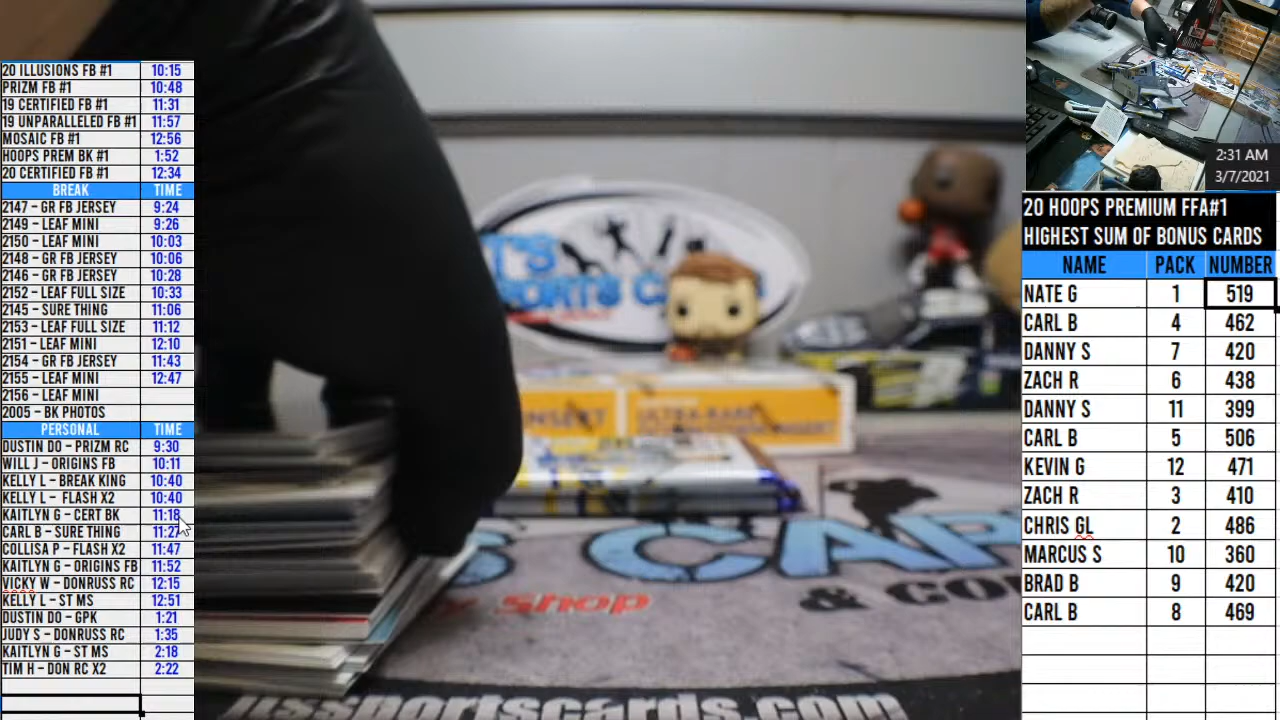 20 ILLUSIONS FB #1 10:15
PRIZM FB #1 10:48
19 CERTIFIED FB #1 11:31
19 UNPARALLELED FB #1 11:57
MOSAIC FB #1 12:56
HOOPS PREM BK #1 1:52
20 CERTIFIED FB #1 12:34
BREAK TIME
2147 - GR FB JERSEY 9:24
2149 - LEAF MINI 9:26
2150 - LEAF MINI 10:03
2148 - GR FB JERSEY 10:06
2146 - GR FB JERSEY 10:28
2152 - LEAF FULL SIZE 10:33
2145 - SURE THING 11:06
2153 - LEAF FULL SIZE 11:12
2151 - LEAF MINI 12:10
2154 - GR FB JERSEY 11:43
2155 - LEAF MINI 12:47
2156 - LEAF MINI
2005 - BK PHOTOS
PERSONAL TIME
DUSTIN DO - PRIZM RC 9:30
WILL J - ORIGINS FB 10:11
KELLY L - BREAK KING 10:40
KELLY L - FLASH X2 10:40
KAITLYN G - CERT BK 11:18
CARL B - SURE THING 11:27
COLLISA P - FLASH X2 11:47
KAITLYN G - ORIGINS FB 11:52
VICKY W - DONRUSS RC 12:15
KELLY L - ST MS 12:51
DUSTIN DO - GPK 1:21
JUDY S - DONRUSS RC 1:35
KAITLYN G - ST MS 2:18
TIM H - DON RC X2 2:22
INSERT
ULTRA-RARE
S CAP
shop
& CO
sportscards.com
2:31 AM
3/7/2021
20 HOOPS PREMIUM FFA#1
HIGHEST SUM OF BONUS CARDS
NAME PACK NUMBER
NATE G 1 519
CARL B 4 462
DANNY S 7 420
ZACH R 6 438
DANNY S 11 399
CARL B 5 506
KEVIN G 12 471
ZACH R 3 410
CHRIS GL 2 486
MARCUS S 10 360
BRAD B 9 420
CARL B 8 469